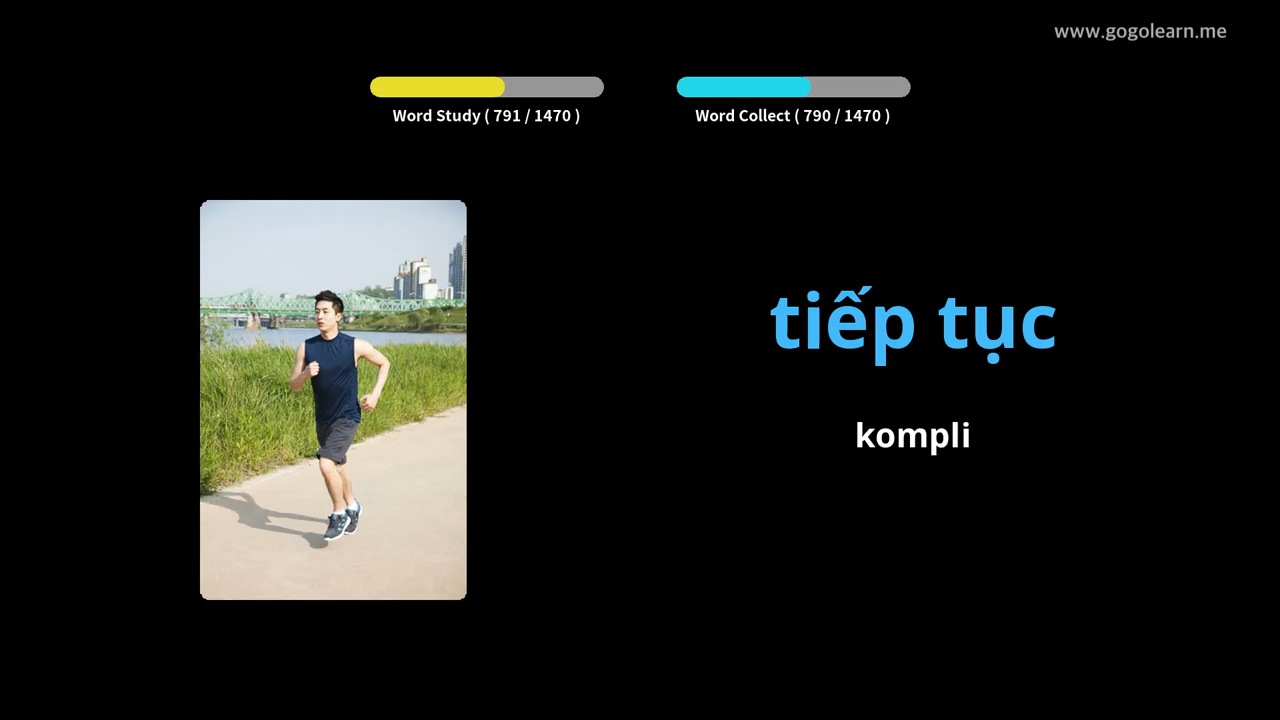 www.gogolearn.me
Word Study ( 791 / 1470 )
Word Collect ( 790 / 1470 )
tiếp tục
kompli